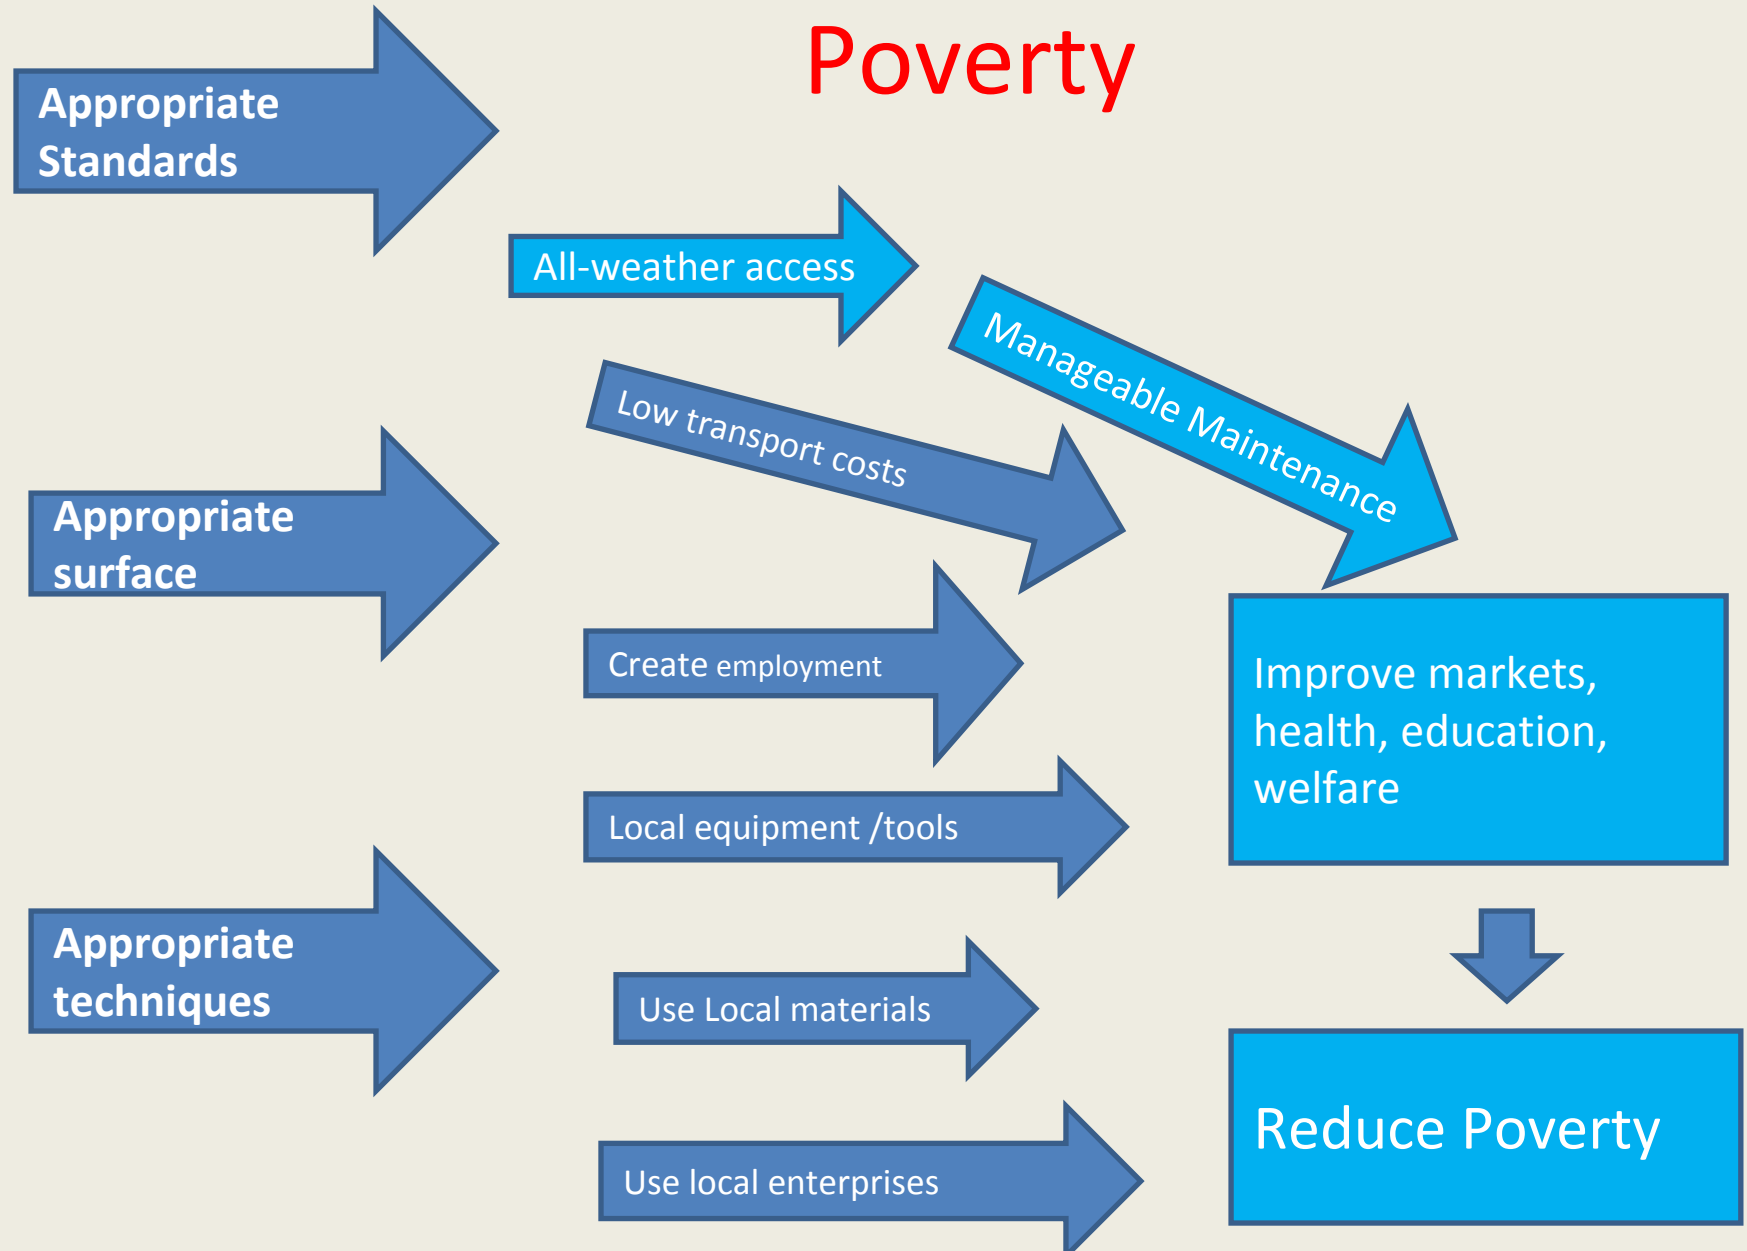 Poverty
Appropriate
Standards
All-weather access
Manageable Maintenance
Low transport costs
Appropriate
surface
Create employment
Improve markets,
health, education,
welfare
Local equipment /tools
Appropriate
techniques
Use Local materials
Reduce Poverty
Use local enterprises